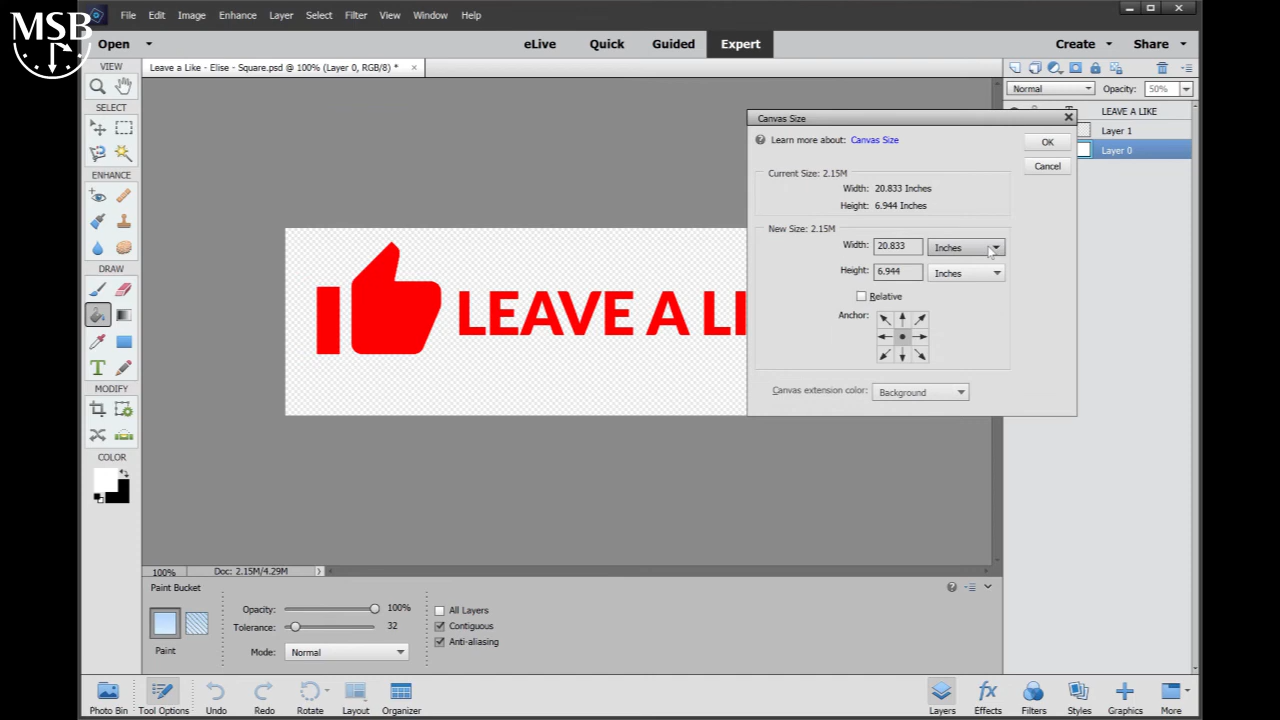 MSB
File Edit Image Enhance Layer Select Filter View Window Help
Open eLive Quick Guided Expert Create Share
VIEW
Leave a Like - Elise - Square.psd @ 100% (Layer 0, RGB/8) *
Normal Opacity: 50%
SELECT
LEAVE A LIKE
Layer 1
Layer 0
Canvas Size
Learn more about: Canvas Size
OK
Cancel
Current Size: 2.15M
Width: 20.833 Inches
Height: 6.944 Inches
New Size: 2.15M
Width: 20.833 Inches
Height: 6.944 Inches
Relative
Anchor:
Canvas extension color: Background
ENHANCE
DRAW
MODIFY
COLOR
LEAVE A LI
100% Doc: 2.15M/4.29M
Paint Bucket
Paint
Opacity: 100%
Tolerance: 32
Mode: Normal
All Layers
Contiguous
Anti-aliasing
Photo Bin Tool Options Undo Redo Rotate Layout Organizer Layers Effects Filters Styles Graphics More